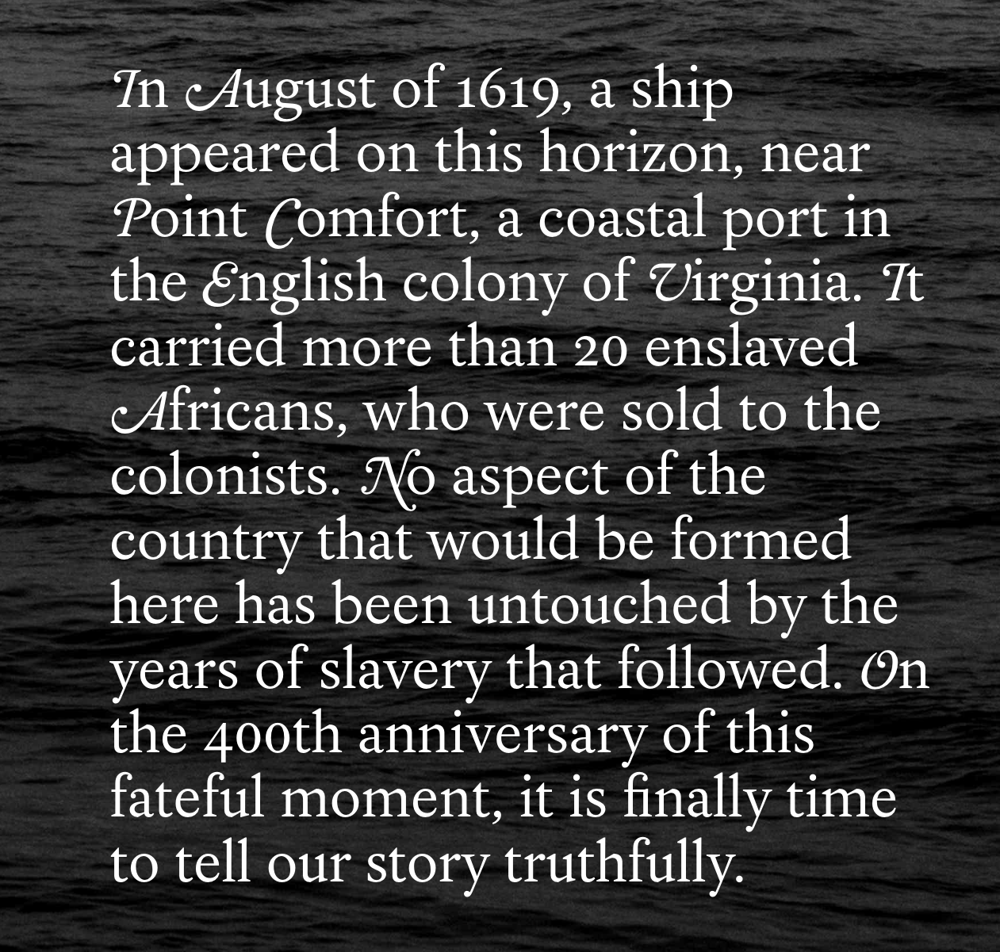 In August of 1619, a ship
appeared on this horizon, near
Point Comfort, a coastal port in
the English colony of Virginia. It
carried more than 20 enslaved
Africans, who were sold to the
colonists. No aspect of the
country that would be formed
here has been untouched by the
years of slavery that followed. On
the 400th anniversary of this
fateful moment, it is finally time
to tell our story truthfully.